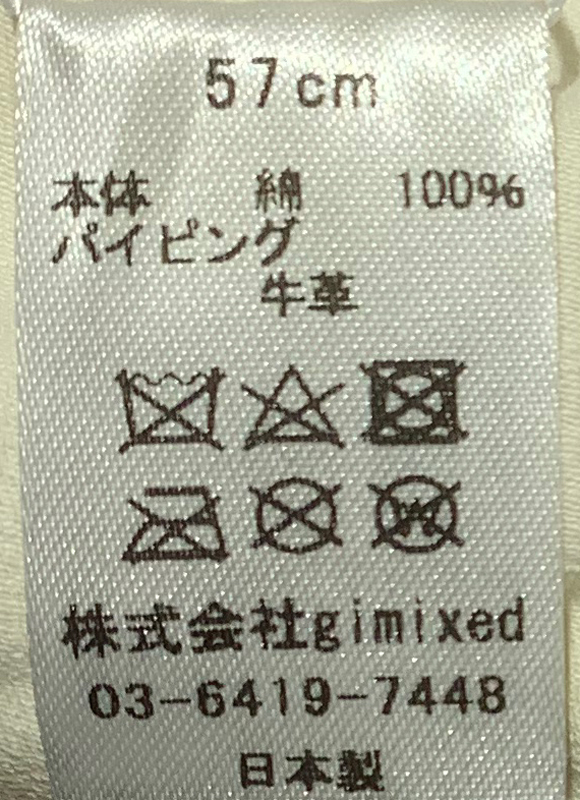 57cm
本体 綿 100%
パイピング
牛革
W
株式会社gimixed
03-6419-7448
日本製